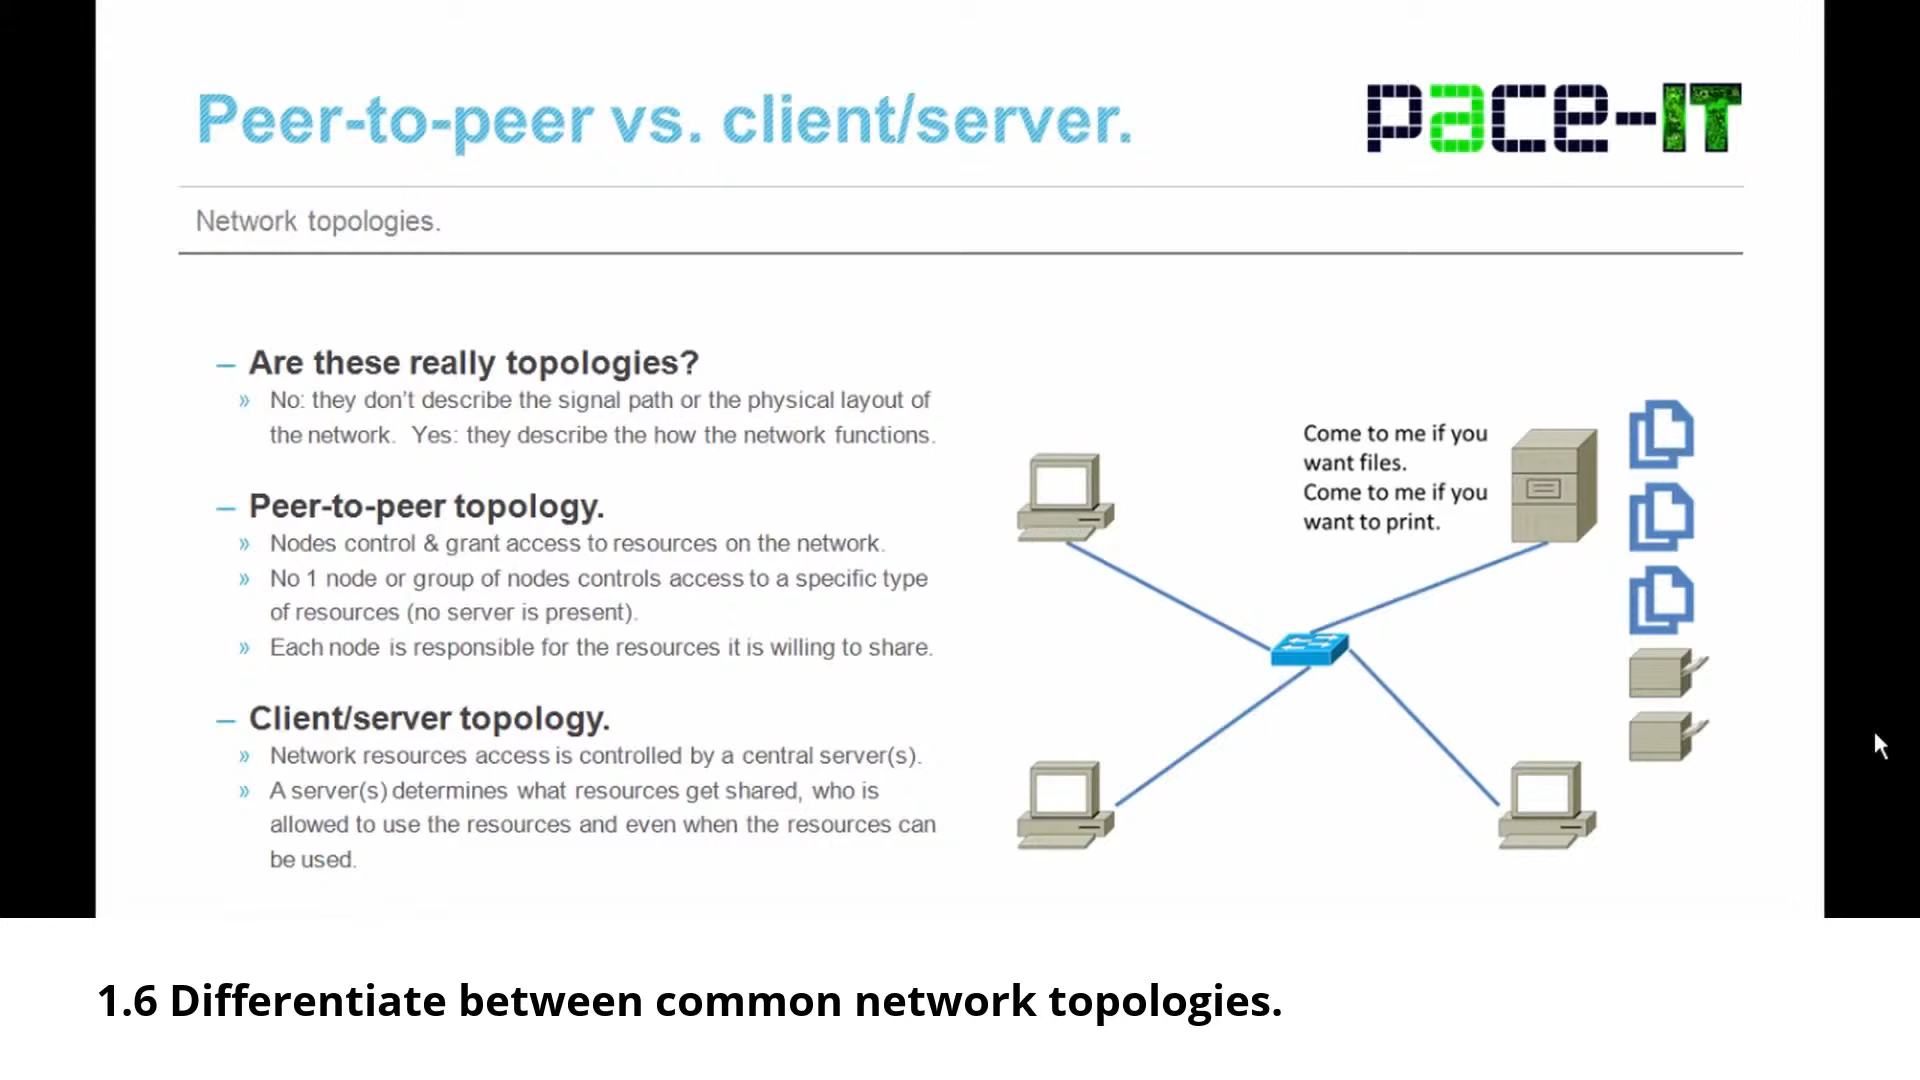 Peer-to-peer vs. client/server.
pace-IT
Network topologies.
– Are these really topologies?
» No: they don't describe the signal path or the physical layout of
the network. Yes: they describe the how the network functions.
– Peer-to-peer topology.
» Nodes control & grant access to resources on the network.
» No 1 node or group of nodes controls access to a specific type
of resources (no server is present).
» Each node is responsible for the resources it is willing to share.
– Client/server topology.
» Network resources access is controlled by a central server(s).
» A server(s) determines what resources get shared, who is
allowed to use the resources and even when the resources can
be used.
Come to me if you
want files.
Come to me if you
want to print.
1.6 Differentiate between common network topologies.